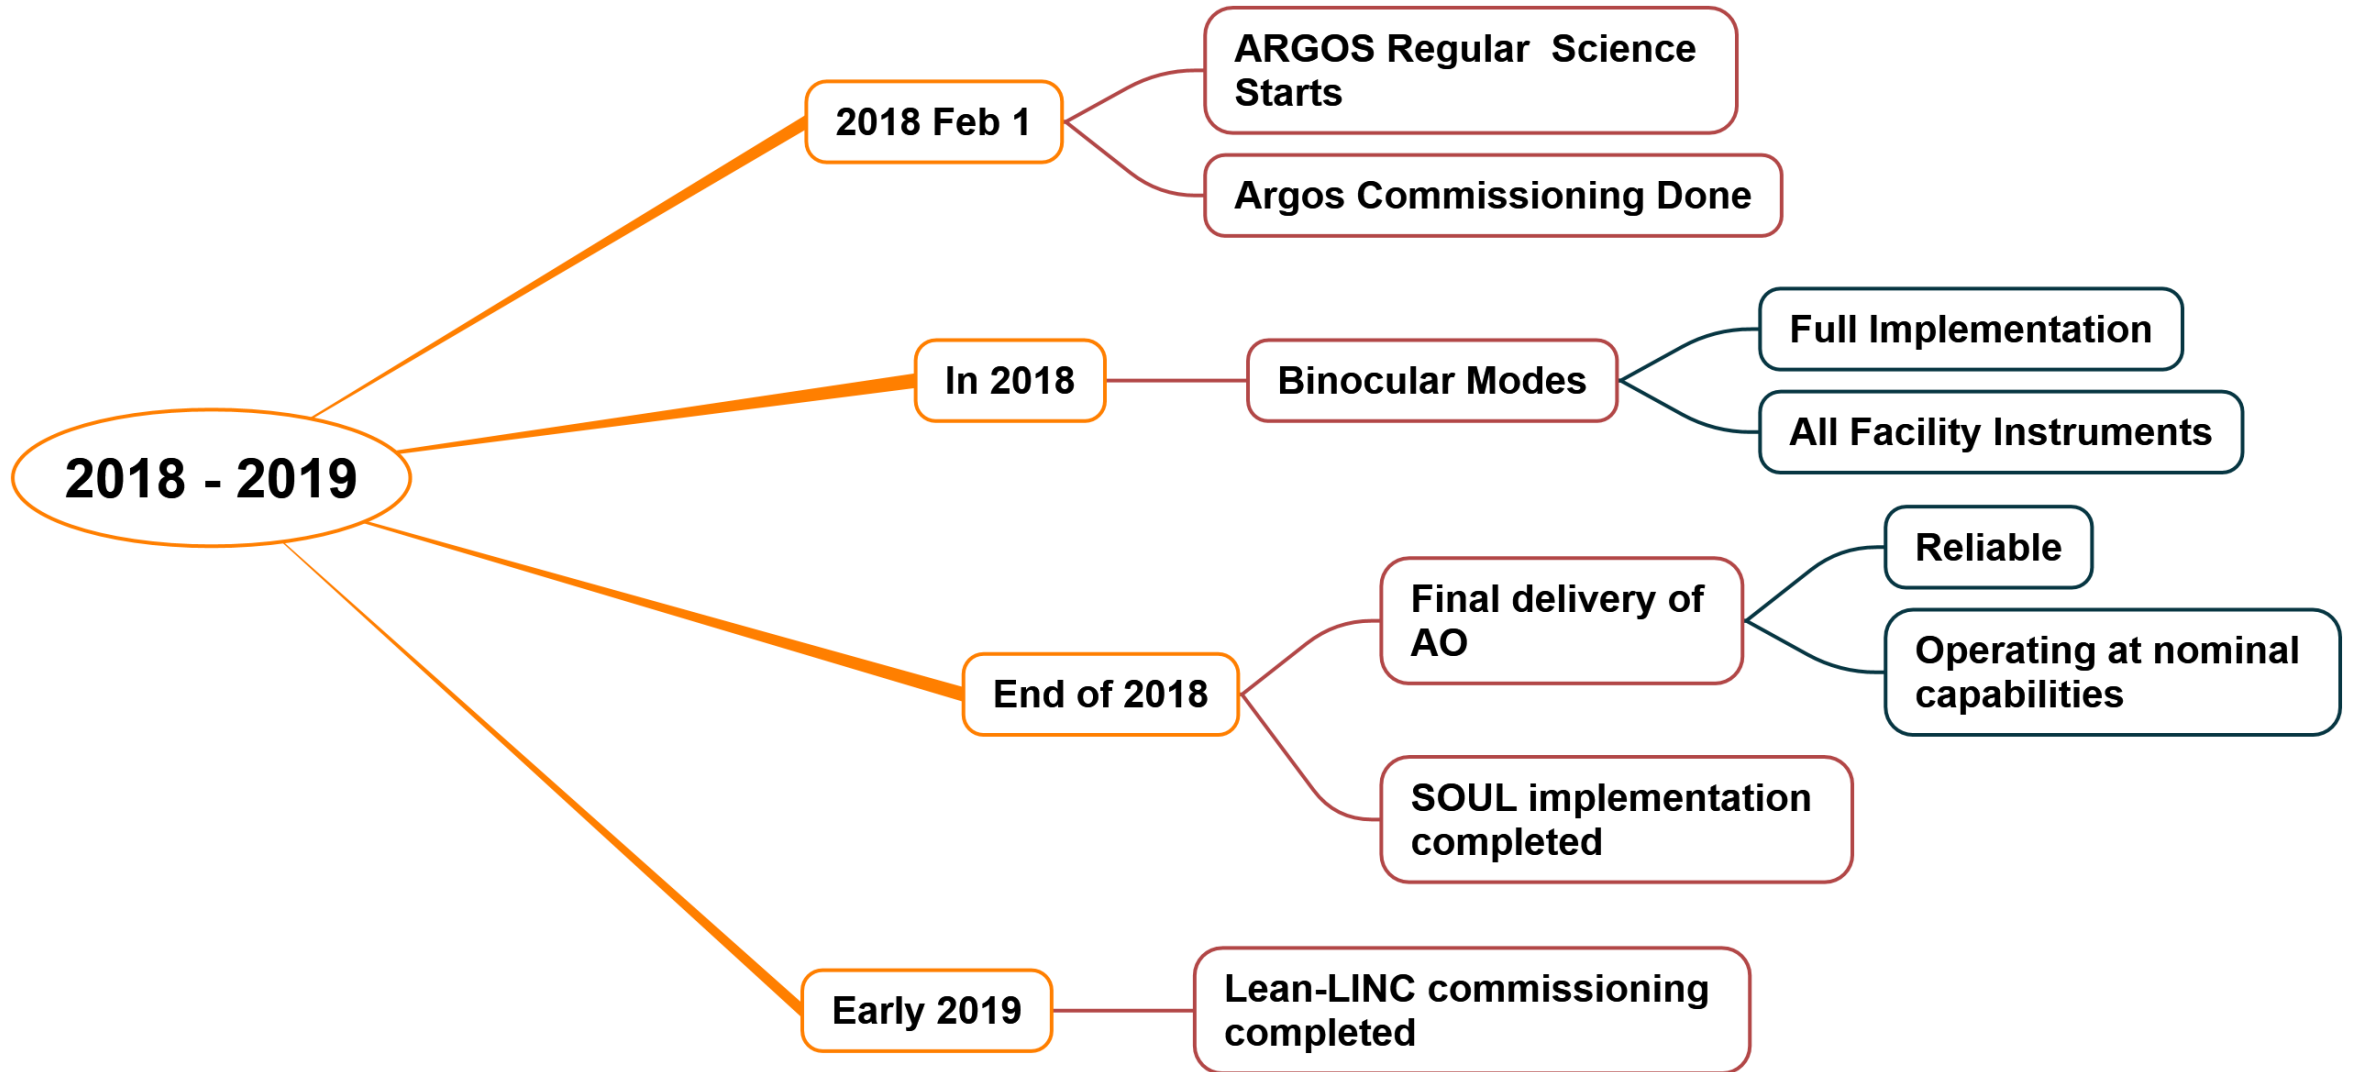 2018 - 2019
2018 Feb 1
ARGOS Regular  Science
Starts
Argos Commissioning Done
In 2018
Binocular Modes
Full Implementation
All Facility Instruments
End of 2018
Final delivery of
AO
Reliable
Operating at nominal
capabilities
SOUL implementation
completed
Early 2019
Lean-LINC commissioning
completed